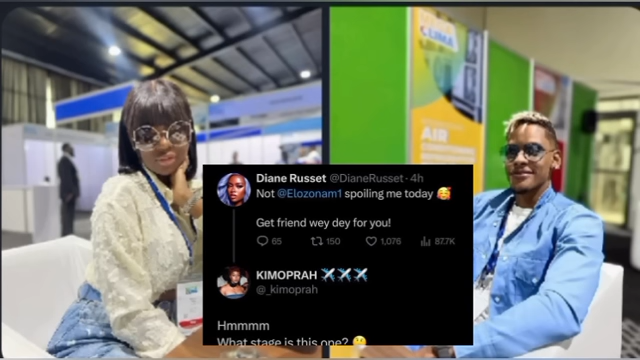 CLIMA
AIR
Diane Russet @DianeRusset · 4h
Not @Elozonam1 spoiling me today 🥰
Get friend wey dey for you!
65 150 1,076 87.7K
KIMOPRAH ✈️✈️✈️
@_kimoprah
Hmmmm
What stage is this one? 🤔